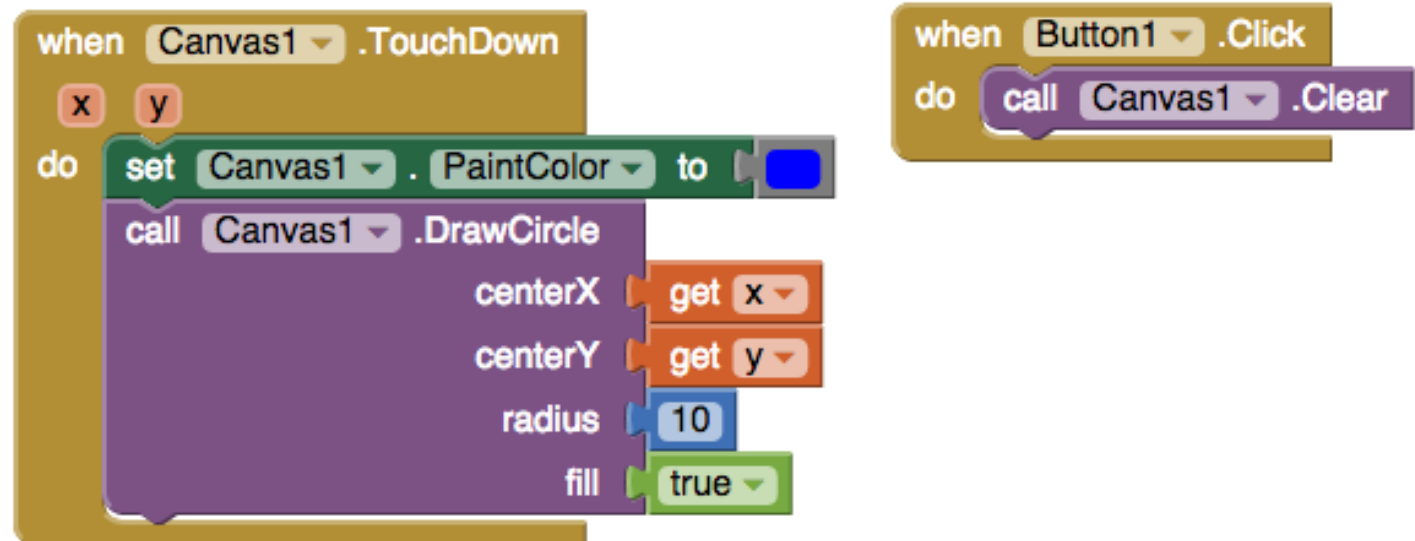 when Canvas1 .TouchDown
x y
do set Canvas1 . PaintColor to
call Canvas1 .DrawCircle
centerX get x
centerY get y
radius 10
fill true
when Button1 .Click
do call Canvas1 .Clear